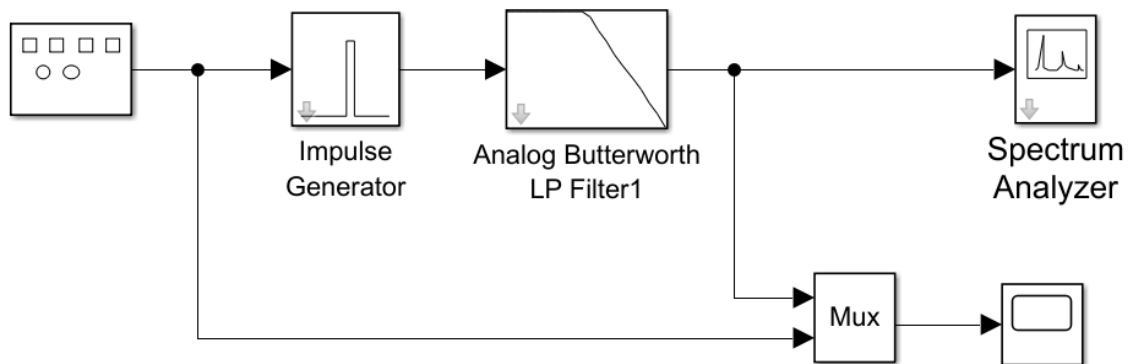 Impulse
Generator
Analog Butterworth
LP Filter1
Spectrum
Analyzer
Mux